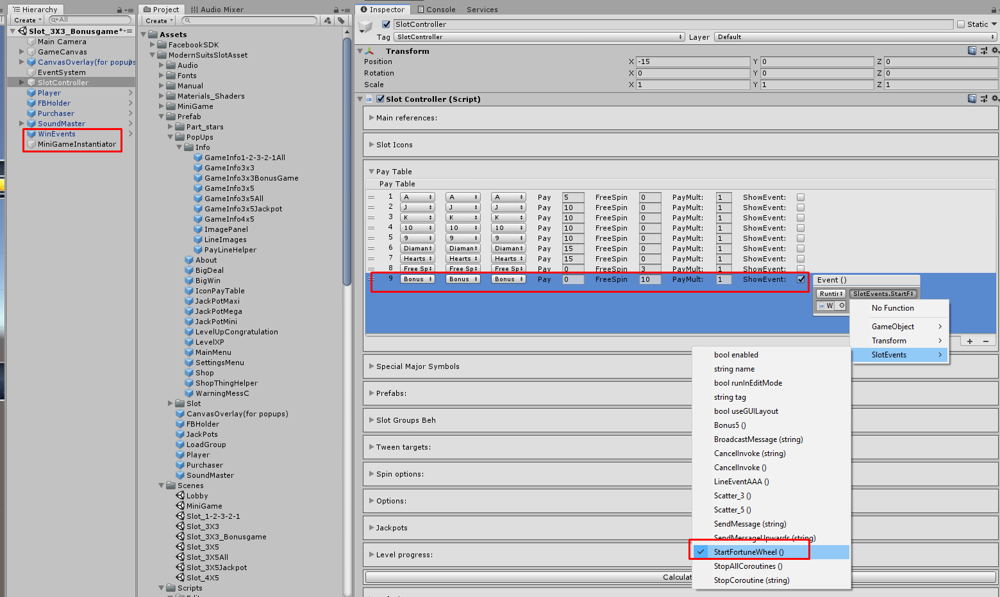 Hierarchy
Create
All
Slot_3X3_Bonusgame*
Main Camera
GameCanvas
CanvasOverlay(for popups
EventSystem
SlotController
Player
FBHolder
Purchaser
SoundMaster
WinEvents
MiniGameInstantiator
Project
Audio Mixer
Create
Assets
FacebookSDK
ModernSuitsSlotAsset
Audio
Fonts
Manual
Materials_Shaders
MiniGame
Prefab
Part_stars
PopUps
Info
GameInfo1-2-3-2-1All
GameInfo3x3
GameInfo3x3BonusGame
GameInfo3x5
GameInfo3x5All
GameInfo3x5Jackpot
GameInfo4x5
ImagePanel
LineImages
PayLineHelper
About
BigDeal
BigWin
IconPayTable
JackPotMaxi
JackPotMega
JackPotMini
LevelUpCongratulation
LevelXP
MainMenu
SettingsMenu
Shop
ShopThingHelper
WarningMessC
Slot
CanvasOverlay(for popups)
FBHolder
JackPots
LoadGroup
Player
Purchaser
SoundMaster
Scenes
Lobby
MiniGame
Slot_1-2-3-2-1
Slot_3X3
Slot_3X3_Bonusgame
Slot_3X5
Slot_3X5All
Slot_3X5Jackpot
Slot_4X5
Scripts
Inspector
Console
Services
SlotController
Static
Tag SlotController Layer Default
Transform
Position X -15 Y 0 Z 0
Rotation X 0 Y 0 Z 0
Scale X 1 Y 1 Z 1
Slot Controller (Script)
Main references:
Slot Icons
Pay Table
Pay Table
1 A A A Pay 5 FreeSpin 0 PayMult: 1 ShowEvent:
2 J J J Pay 10 FreeSpin 0 PayMult: 1 ShowEvent:
3 K K K Pay 10 FreeSpin 0 PayMult: 1 ShowEvent:
4 10 10 10 Pay 10 FreeSpin 0 PayMult: 1 ShowEvent:
5 9 9 9 Pay 10 FreeSpin 0 PayMult: 1 ShowEvent:
6 Diaman Diaman Diaman Pay 15 FreeSpin 0 PayMult: 1 ShowEvent:
7 Hearts Hearts Hearts Pay 15 FreeSpin 0 PayMult: 1 ShowEvent:
8 Free Sp Free Sp Free Sp Pay 0 FreeSpin 3 PayMult: 1 ShowEvent:
9 Bonus Bonus Bonus Pay 0 FreeSpin 10 PayMult: 1 ShowEvent:
Event ()
Runtir SlotEvents.StartF
W
No Function
GameObject
Transform
SlotEvents
+ −
Special Major Symbols
Prefabs:
Slot Groups Beh
Tween targets:
Spin options:
Options:
Jackpots
Level progress:
Calculat
bool enabled
string name
bool runInEditMode
string tag
bool useGUILayout
Bonus5 ()
BroadcastMessage (string)
CancelInvoke (string)
CancelInvoke ()
LineEventAAA ()
Scatter_3 ()
Scatter_5 ()
SendMessage (string)
SendMessageUpwards (string)
StartFortuneWheel ()
StopAllCoroutines ()
StopCoroutine (string)